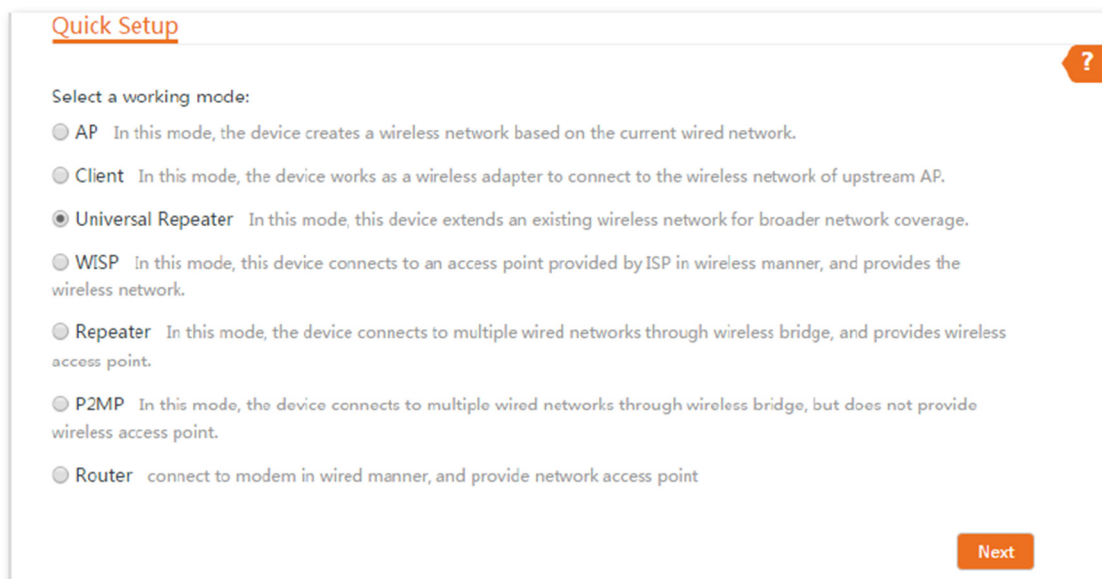 Quick Setup
?
Select a working mode:
AP In this mode, the device creates a wireless network based on the current wired network.
Client In this mode, the device works as a wireless adapter to connect to the wireless network of upstream AP.
Universal Repeater In this mode, this device extends an existing wireless network for broader network coverage.
WISP In this mode, this device connects to an access point provided by ISP in wireless manner, and provides the
wireless network.
Repeater In this mode, the device connects to multiple wired networks through wireless bridge, and provides wireless
access point.
P2MP In this mode, the device connects to multiple wired networks through wireless bridge, but does not provide
wireless access point.
Router connect to modem in wired manner, and provide network access point
Next